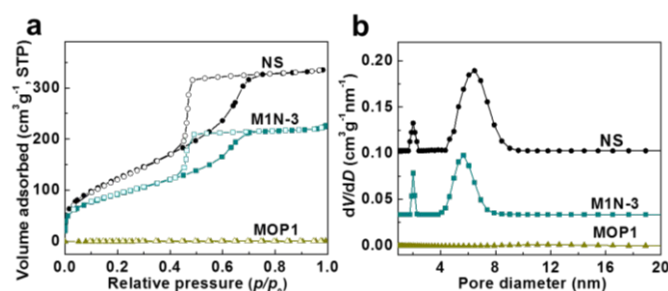 a
Volume adsorbed (cm³ g⁻¹, STP)
300
200
100
0
0.0 0.2 0.4 0.6 0.8 1.0
Relative pressure (p/pₒ)
NS
M1N-3
MOP1
b
dV/dD (cm³g⁻¹nm⁻¹)
0.20
0.15
0.10
0.05
0.00
4 8 12 16 20
Pore diameter (nm)
NS
M1N-3
MOP1